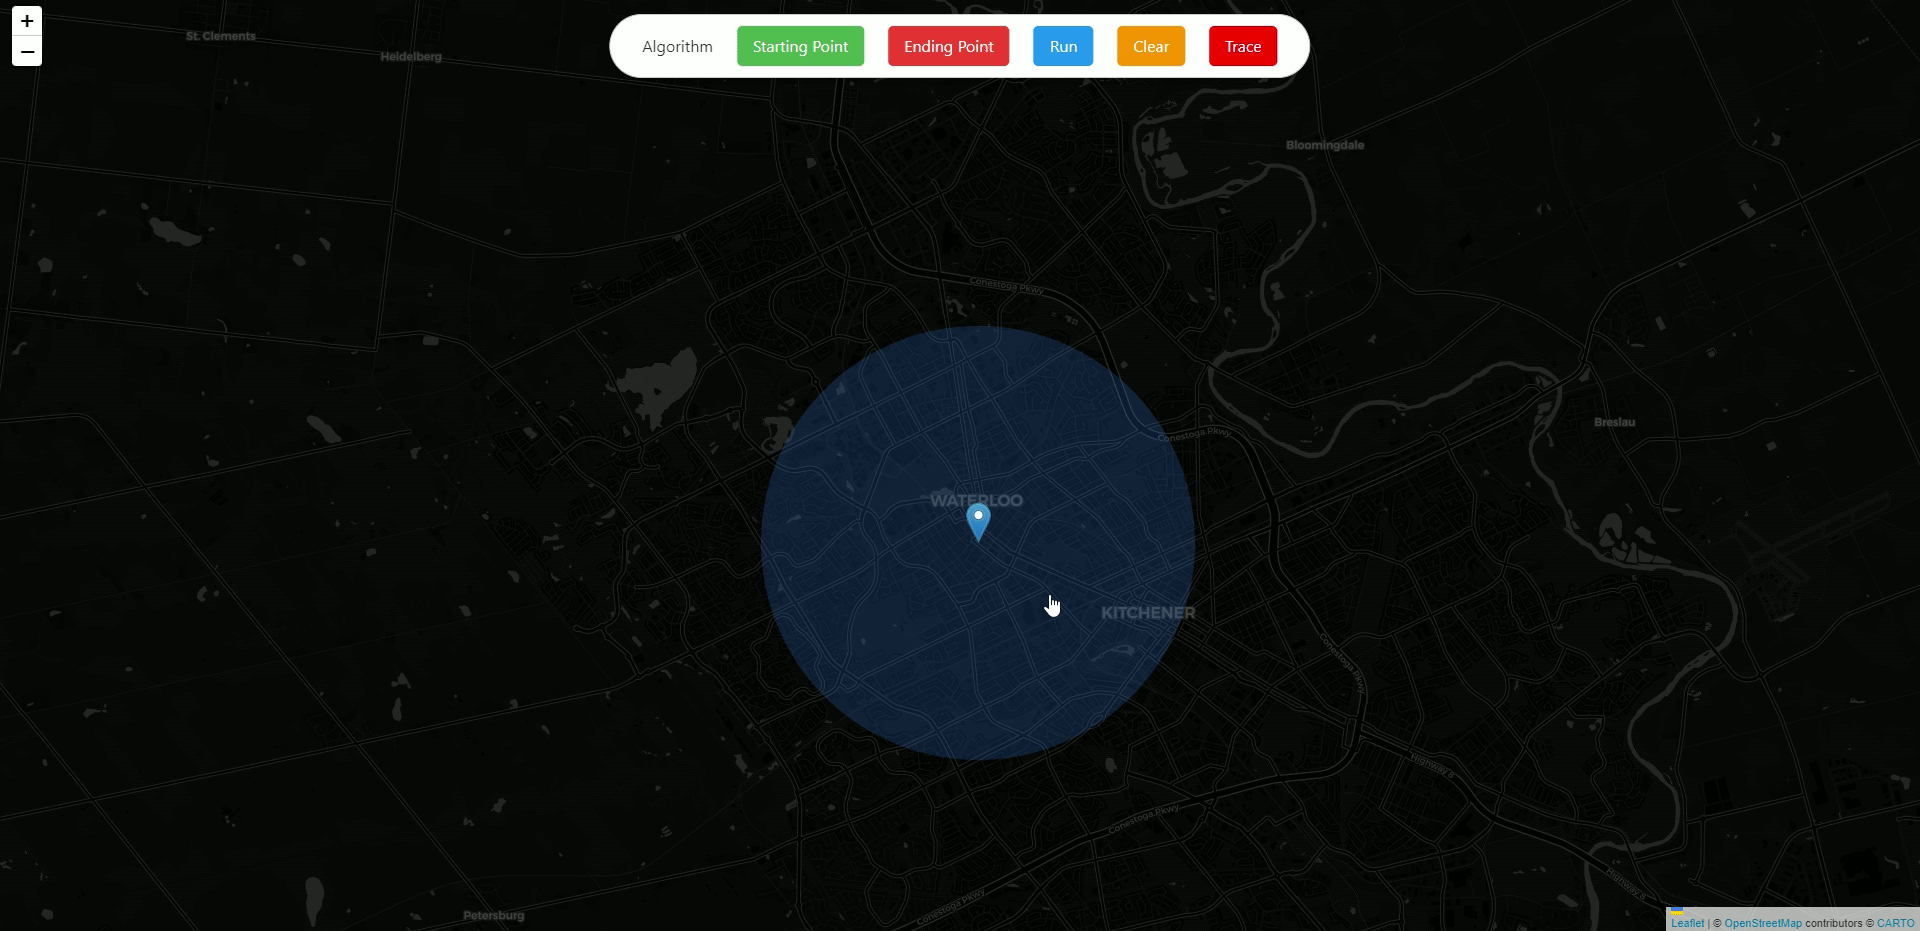 +
−
Algorithm
Starting Point
Ending Point
Run
Clear
Trace
St. Clements
Heidelberg
Bloomingdale
Conestoga Pkwy
Breslau
Conestoga Pkwy
WATERLOO
KITCHENER
Conestoga Pkwy
Highway 8
Conestoga Pkwy
Highway 8
Conestoga Pkwy
Petersburg
Leaflet | © OpenStreetMap contributors © CARTO